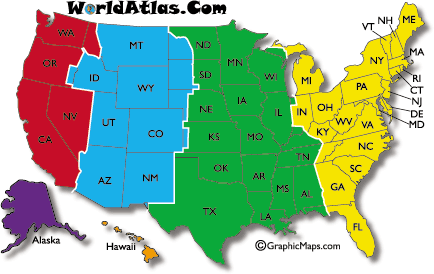 WorldAtlas.Com
WA
MT
ND
MN
VT
NH
ME
OR
ID
SD
WI
MI
NY
MA
RI
CT
NJ
DE
MD
WY
IA
PA
NV
NE
IL
IN
OH
CA
UT
CO
KS
MO
KY
WV
VA
NC
AZ
NM
OK
AR
TN
SC
TX
LA
MS
AL
GA
FL
Alaska
Hawaii
©GraphicMaps.com